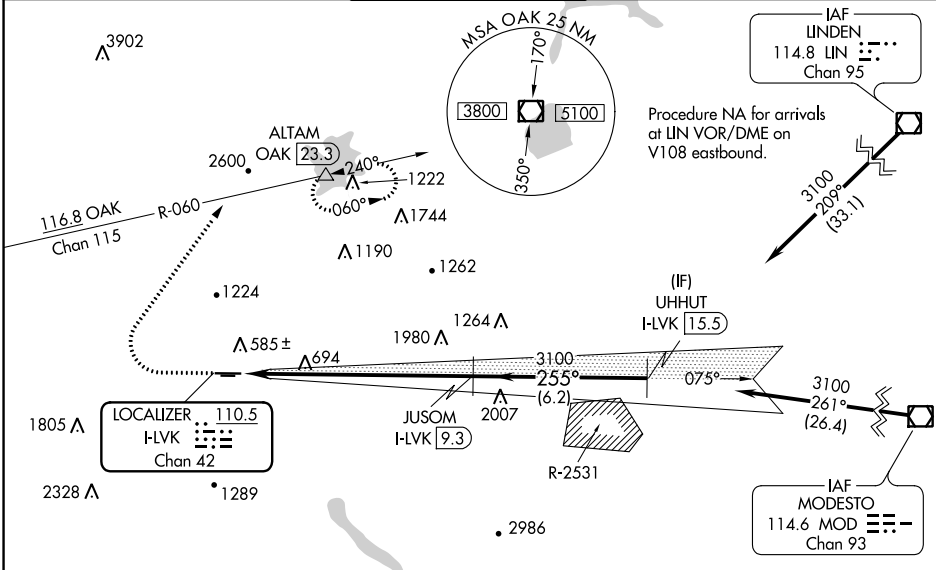 3902
MSA OAK 25 NM
170°
3800
5100
350°
IAF
LINDEN
114.8 LIN
Chan 95
Procedure NA for arrivals
at LIN VOR/DME on
V108 eastbound.
ALTAM
OAK 23.3
2600
240°
1222
060°
1744
116.8 OAK
R-060
Chan 115
3100
209°
(33.1)
1190
1262
1224
(IF)
UHHUT
I-LVK 15.5
1264
1980
585±
694
3100
255°
(6.2)
075°
3100
261°
(26.4)
LOCALIZER 110.5
I-LVK
Chan 42
JUSOM
I-LVK 9.3
2007
1805
R-2531
2328
1289
2986
IAF
MODESTO
114.6 MOD
Chan 93